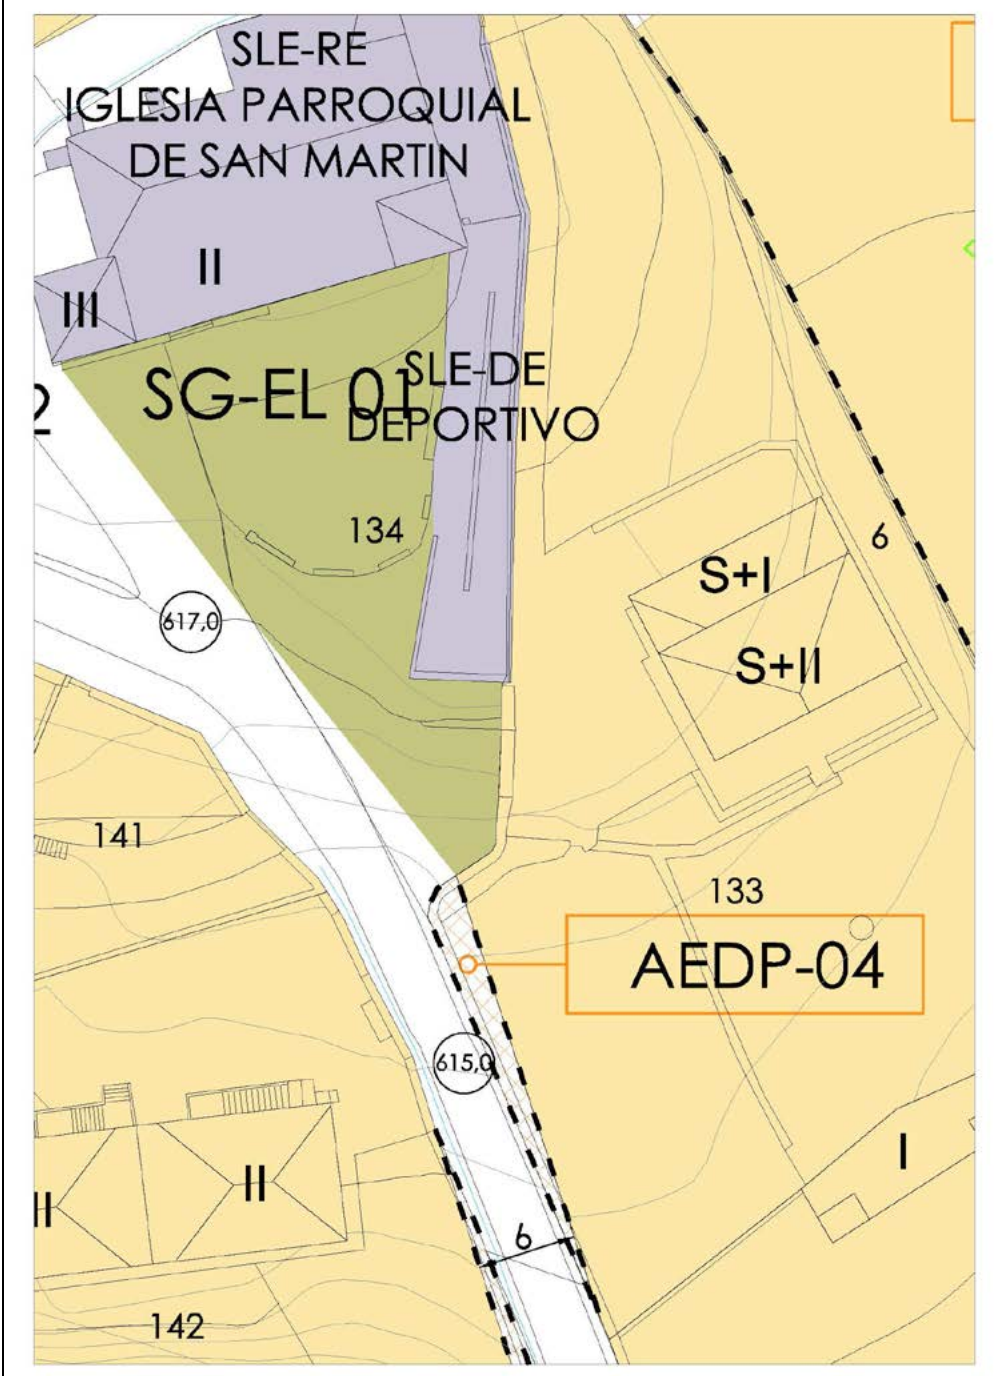 SLE-RE
IGLESIA PARROQUIAL
DE SAN MARTIN
II
III
SG-EL 01
SLE-DE
DEPORTIVO
2
134
6
S+I
S+II
617,0
141
133
AEDP-04
615,0
I
II
II
6
142